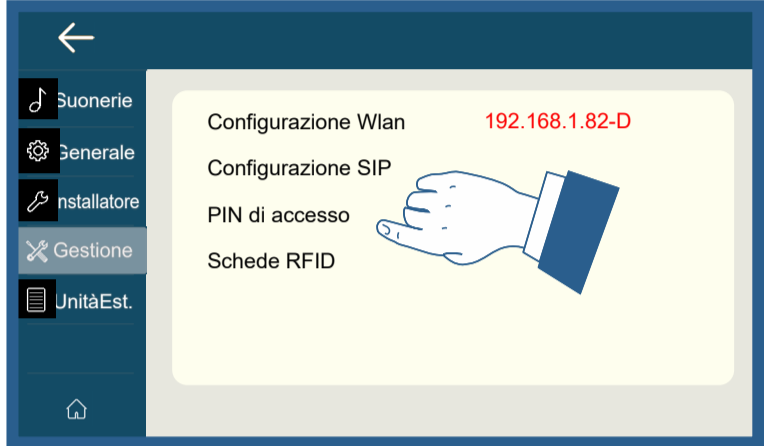 Suonerie
Generale
nstallatore
Gestione
UnitàEst.
Configurazione Wlan 192.168.1.82-D
Configurazione SIP
PIN di accesso
Schede RFID